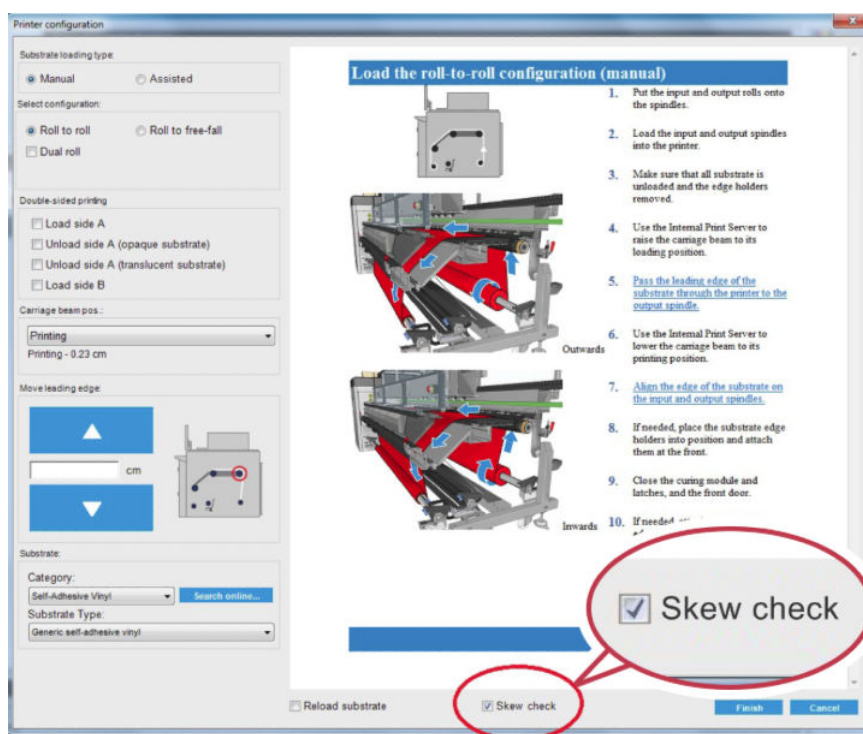 Printer configuration
Substrate loading type:
Manual
Assisted
Select configuration:
Roll to roll
Roll to free-fall
Dual roll
Double-sided printing
Load side A
Unload side A (opaque substrate)
Unload side A (translucent substrate)
Load side B
Carriage beam pos.:
Printing
Printing - 0.23 cm
Move leading edge:
cm
Substrate:
Category:
Self-Adhesive Vinyl
Search online...
Substrate Type:
Generic self-adhesive vinyl
Load the roll-to-roll configuration (manual)
1. Put the input and output rolls onto
the spindles.
2. Load the input and output spindles
into the printer.
3. Make sure that all substrate is
unloaded and the edge holders
removed.
4. Use the Internal Print Server to
raise the carriage beam to its
loading position.
5. Pass the leading edge of the
substrate through the printer to the
output spindle.
Outwards
6. Use the Internal Print Server to
lower the carriage beam to its
printing position.
7. Align the edge of the substrate on
the input and output spindles.
8. If needed, place the substrate edge
holders into position and attach
them at the front.
9. Close the curing module and
latches, and the front door.
Inwards
10. If needed,
Skew check
Reload substrate
Skew check
Finish
Cancel